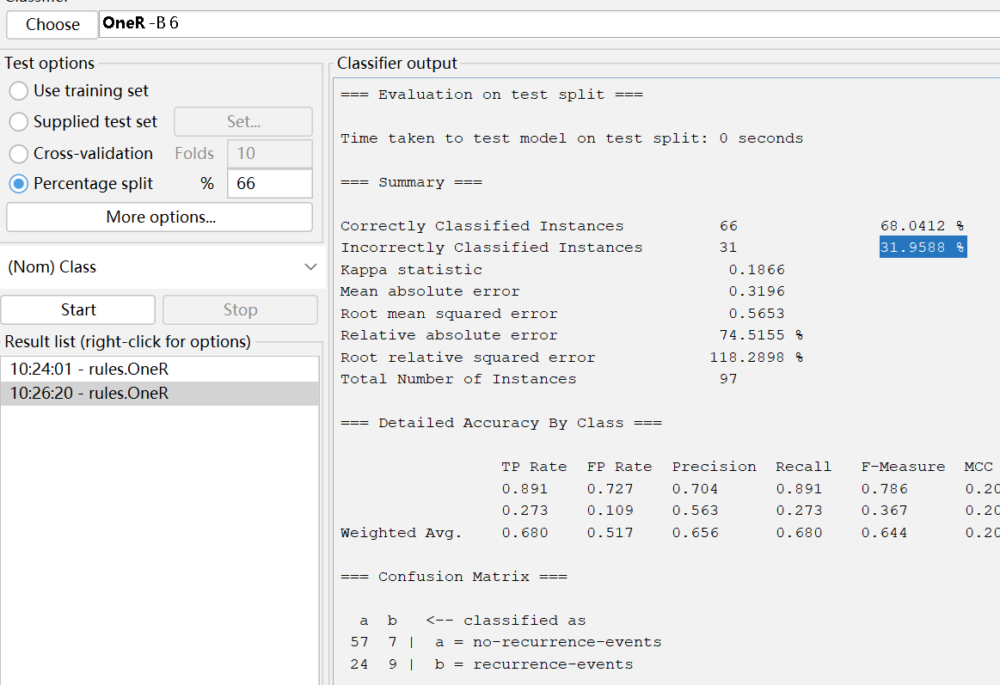 Choose OneR -B 6
Test options
Use training set
Supplied test set Set...
Cross-validation Folds 10
Percentage split % 66
More options...
(Nom) Class
Start Stop
Result list (right-click for options)
10:24:01 - rules.OneR
10:26:20 - rules.OneR
Classifier output
=== Evaluation on test split ===
Time taken to test model on test split: 0 seconds
=== Summary ===
Correctly Classified Instances 66 68.0412 %
Incorrectly Classified Instances 31 31.9588 %
Kappa statistic 0.1866
Mean absolute error 0.3196
Root mean squared error 0.5653
Relative absolute error 74.5155 %
Root relative squared error 118.2898 %
Total Number of Instances 97
=== Detailed Accuracy By Class ===
TP Rate FP Rate Precision Recall F-Measure MCC
0.891 0.727 0.704 0.891 0.786 0.20
0.273 0.109 0.563 0.273 0.367 0.20
Weighted Avg. 0.680 0.517 0.656 0.680 0.644 0.20
=== Confusion Matrix ===
a b <-- classified as
57 7 | a = no-recurrence-events
24 9 | b = recurrence-events